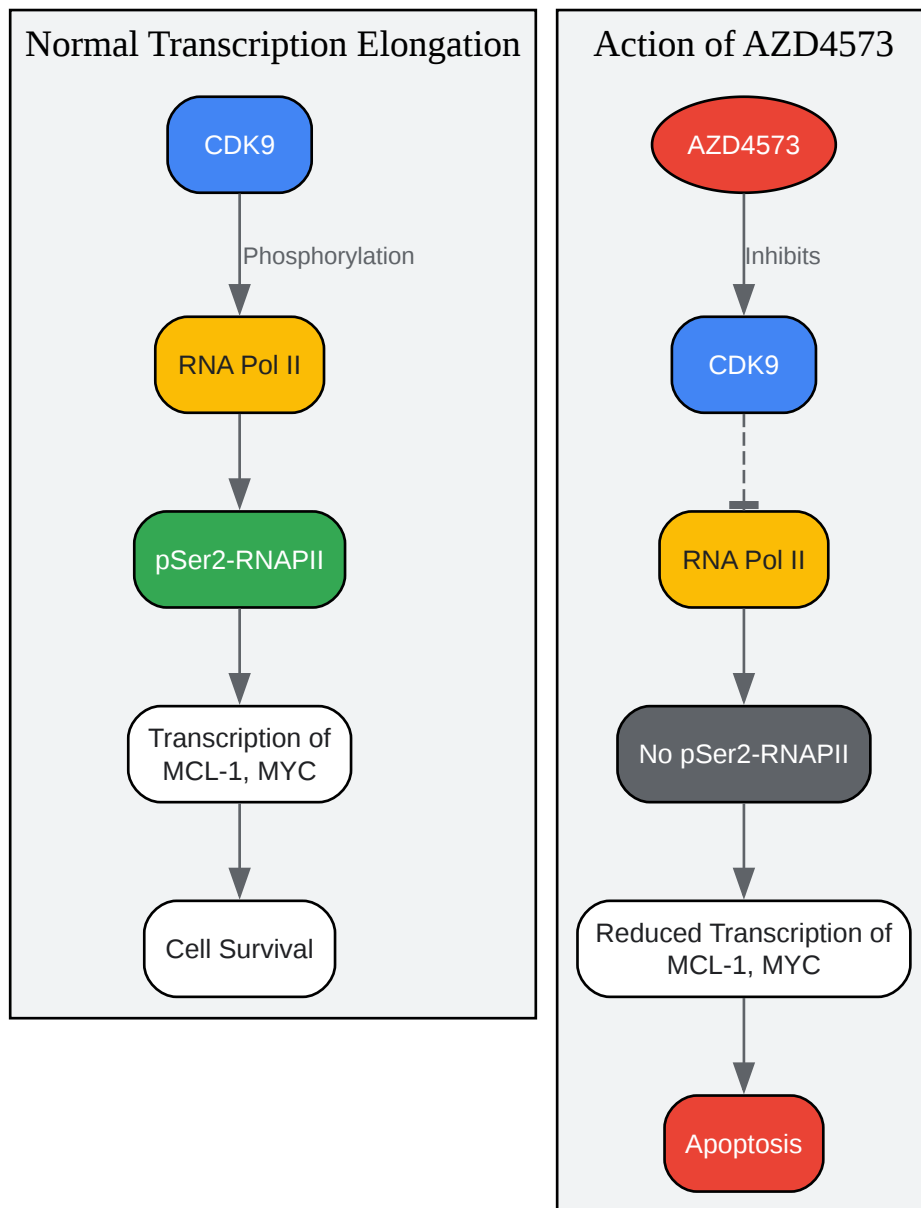 Normal Transcription Elongation
CDK9
Phosphorylation
RNA Pol II
pSer2-RNAPII
Transcription of
MCL-1, MYC
Cell Survival
Action of AZD4573
AZD4573
Inhibits
CDK9
RNA Pol II
No pSer2-RNAPII
Reduced Transcription of
MCL-1, MYC
Apoptosis